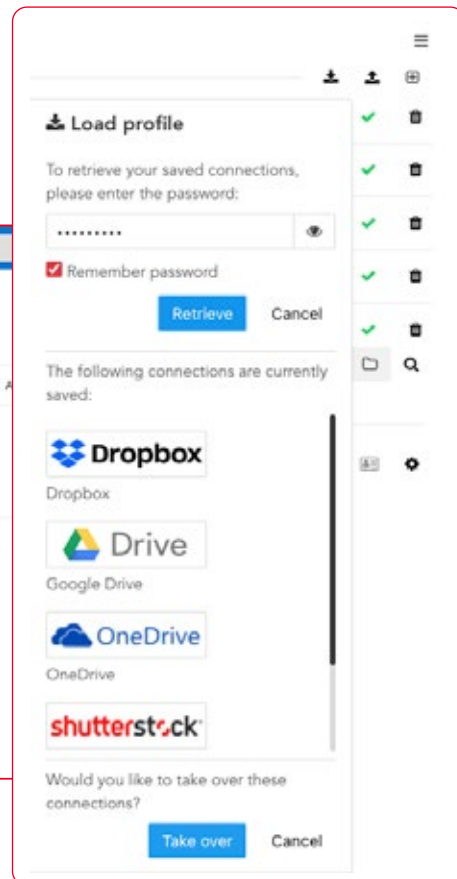 Load profile
To retrieve your saved connections,
please enter the password:
•••••••••
Remember password
Retrieve Cancel
The following connections are currently
saved:
Dropbox
Dropbox
Drive
Google Drive
OneDrive
OneDrive
shutterstock
Would you like to take over these
connections?
Take over Cancel